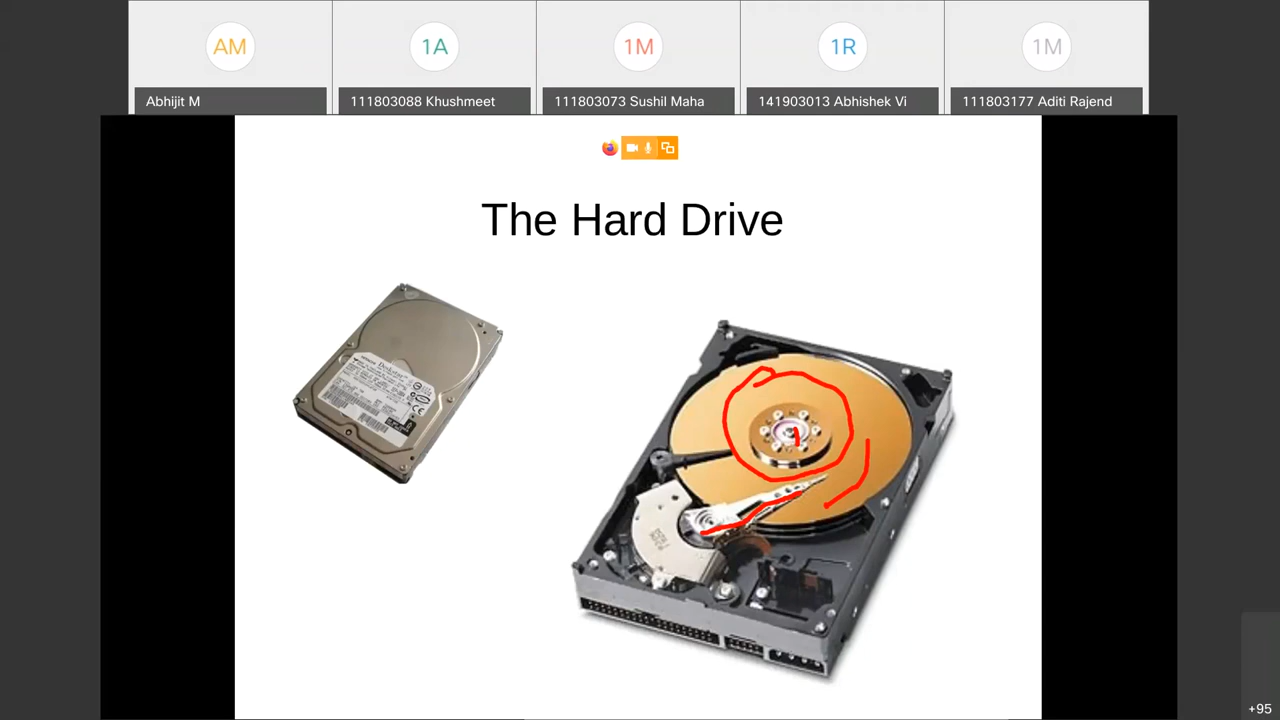 AM
1A
1M
1R
1M
Abhijit M
111803088 Khushmeet
111803073 Sushil Maha
141903013 Abhishek Vi
111803177 Aditi Rajend
The Hard Drive
Deskstar
+95